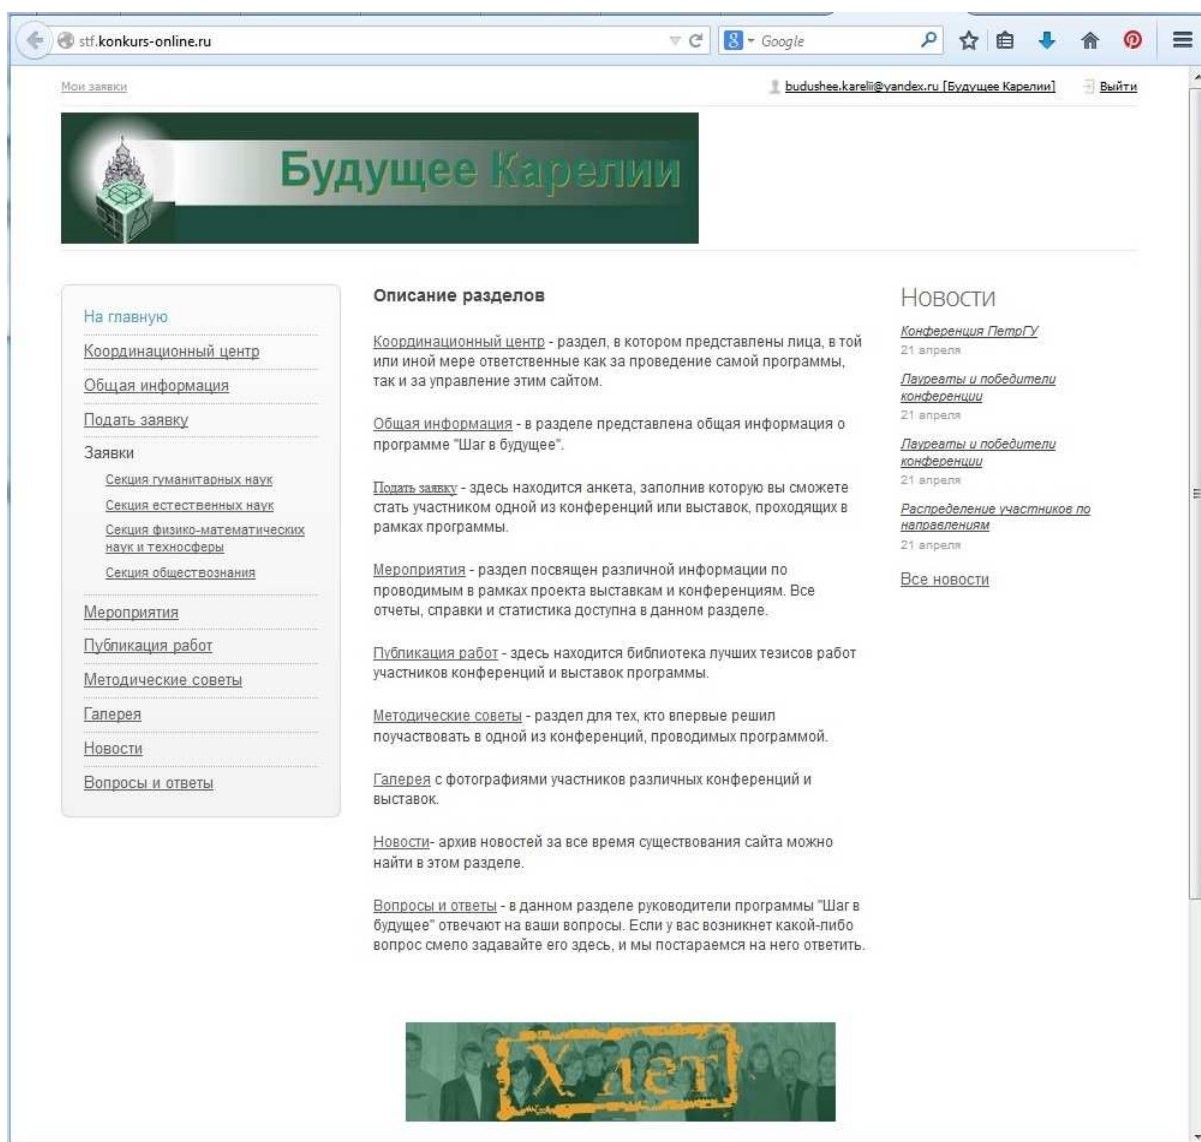 stf.konkurs-online.ru
Google
Мои заявки
budushee.karelii@yandex.ru [Будущее Карелии]
Выйти
Будущее Карелии
На главную
Координационный центр
Общая информация
Подать заявку
Заявки
Секция гуманитарных наук
Секция естественных наук
Секция физико-математических
наук и техносферы
Секция обществознания
Мероприятия
Публикация работ
Методические советы
Галерея
Новости
Вопросы и ответы
Описание разделов
Координационный центр - раздел, в котором представлены лица, в той
или иной мере ответственные как за проведение самой программы,
так и за управление этим сайтом.
Общая информация - в разделе представлена общая информация о
программе "Шаг в будущее".
Подать заявку - здесь находится анкета, заполнив которую вы сможете
стать участником одной из конференций или выставок, проходящих в
рамках программы.
Мероприятия - раздел посвящен различной информации по
проводимым в рамках проекта выставкам и конференциям. Все
отчеты, справки и статистика доступна в данном разделе.
Публикация работ - здесь находится библиотека лучших тезисов работ
участников конференций и выставок программы.
Методические советы - раздел для тех, кто впервые решил
поучаствовать в одной из конференций, проводимых программой.
Галерея с фотографиями участников различных конференций и
выставок.
Новости- архив новостей за все время существования сайта можно
найти в этом разделе.
Вопросы и ответы - в данном разделе руководители программы "Шаг в
будущее" отвечают на ваши вопросы. Если у вас возникнет какой-либо
вопрос смело задавайте его здесь, и мы постараемся на него ответить.
X лет
Новости
Конференция ПетрГУ
21 апреля
Лауреаты и победители
конференции
21 апреля
Лауреаты и победители
конференции
21 апреля
Распределение участников по
направлениям
21 апреля
Все новости